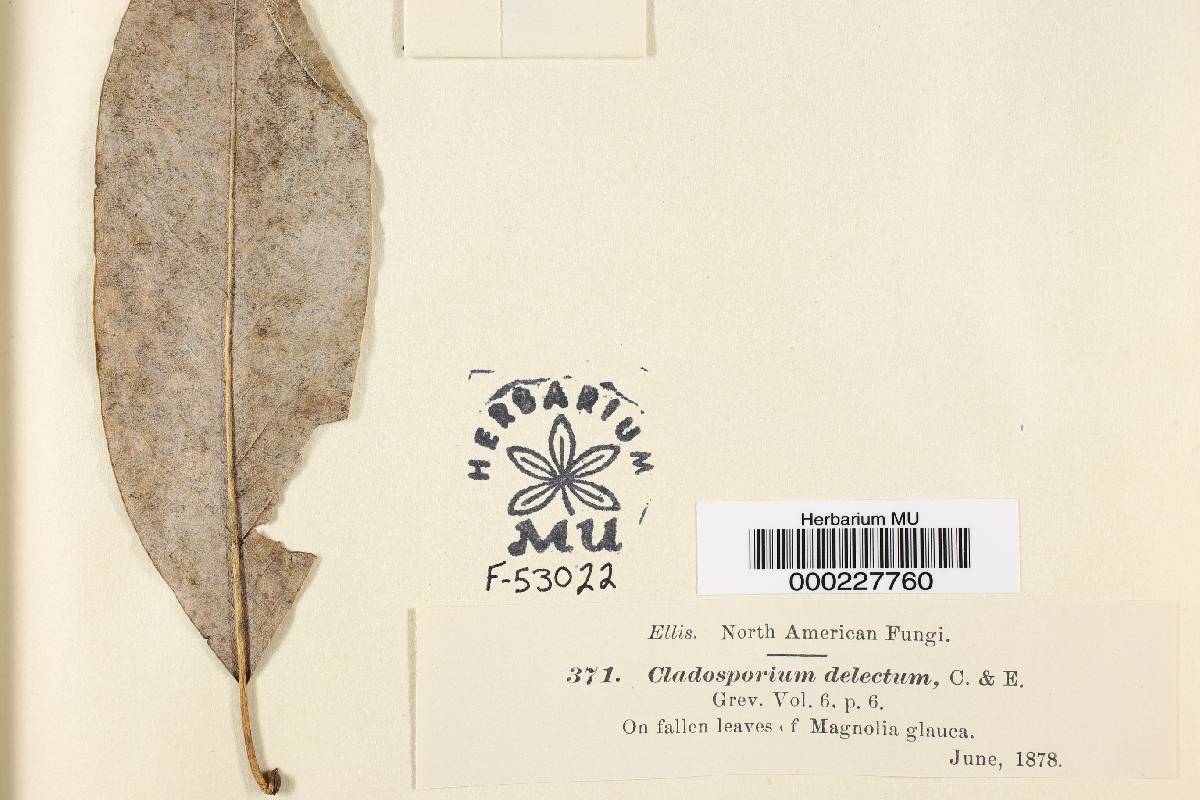 HERBARIUM
MU
F-53022
Herbarium MU
000227760
Ellis. North American Fungi.
371. Cladosporium delectum, C. & E.
Grev. Vol. 6. p. 6.
On fallen leaves of Magnolia glauca.
June, 1878.